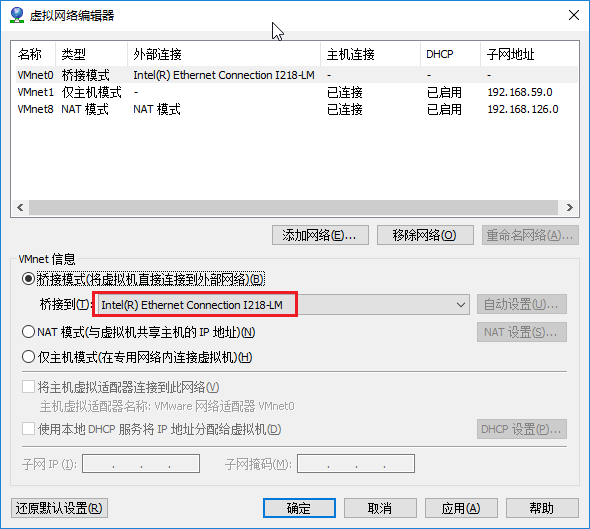 虚拟网络编辑器
名称 类型 外部连接 主机连接 DHCP 子网地址
VMnet0 桥接模式 Intel(R) Ethernet Connection I218-LM - - -
VMnet1 仅主机模式 - 已连接 已启用 192.168.59.0
VMnet8 NAT 模式 NAT 模式 已连接 已启用 192.168.126.0
添加网络(E)... 移除网络(O) 重命名网络(A)...
VMnet 信息
桥接模式(将虚拟机直接连接到外部网络)(B)
桥接到(T): Intel(R) Ethernet Connection I218-LM 自动设置(U)...
NAT 模式(与虚拟机共享主机的 IP 地址)(N) NAT 设置(S)...
仅主机模式(在专用网络内连接虚拟机)(H)
将主机虚拟适配器连接到此网络(V)
主机虚拟适配器名称: VMware 网络适配器 VMnet0
使用本地 DHCP 服务将 IP 地址分配给虚拟机(D) DHCP 设置(P)...
子网 IP (I): . . . 子网掩码(M): . . .
还原默认设置(R) 确定 取消 应用(A) 帮助